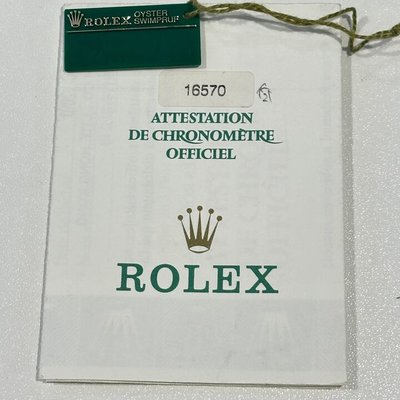 ROLEX OYSTER SWIMPRUF
16570
ATTESTATION
DE CHRONOMÈTRE
OFFICIEL
ROLEX